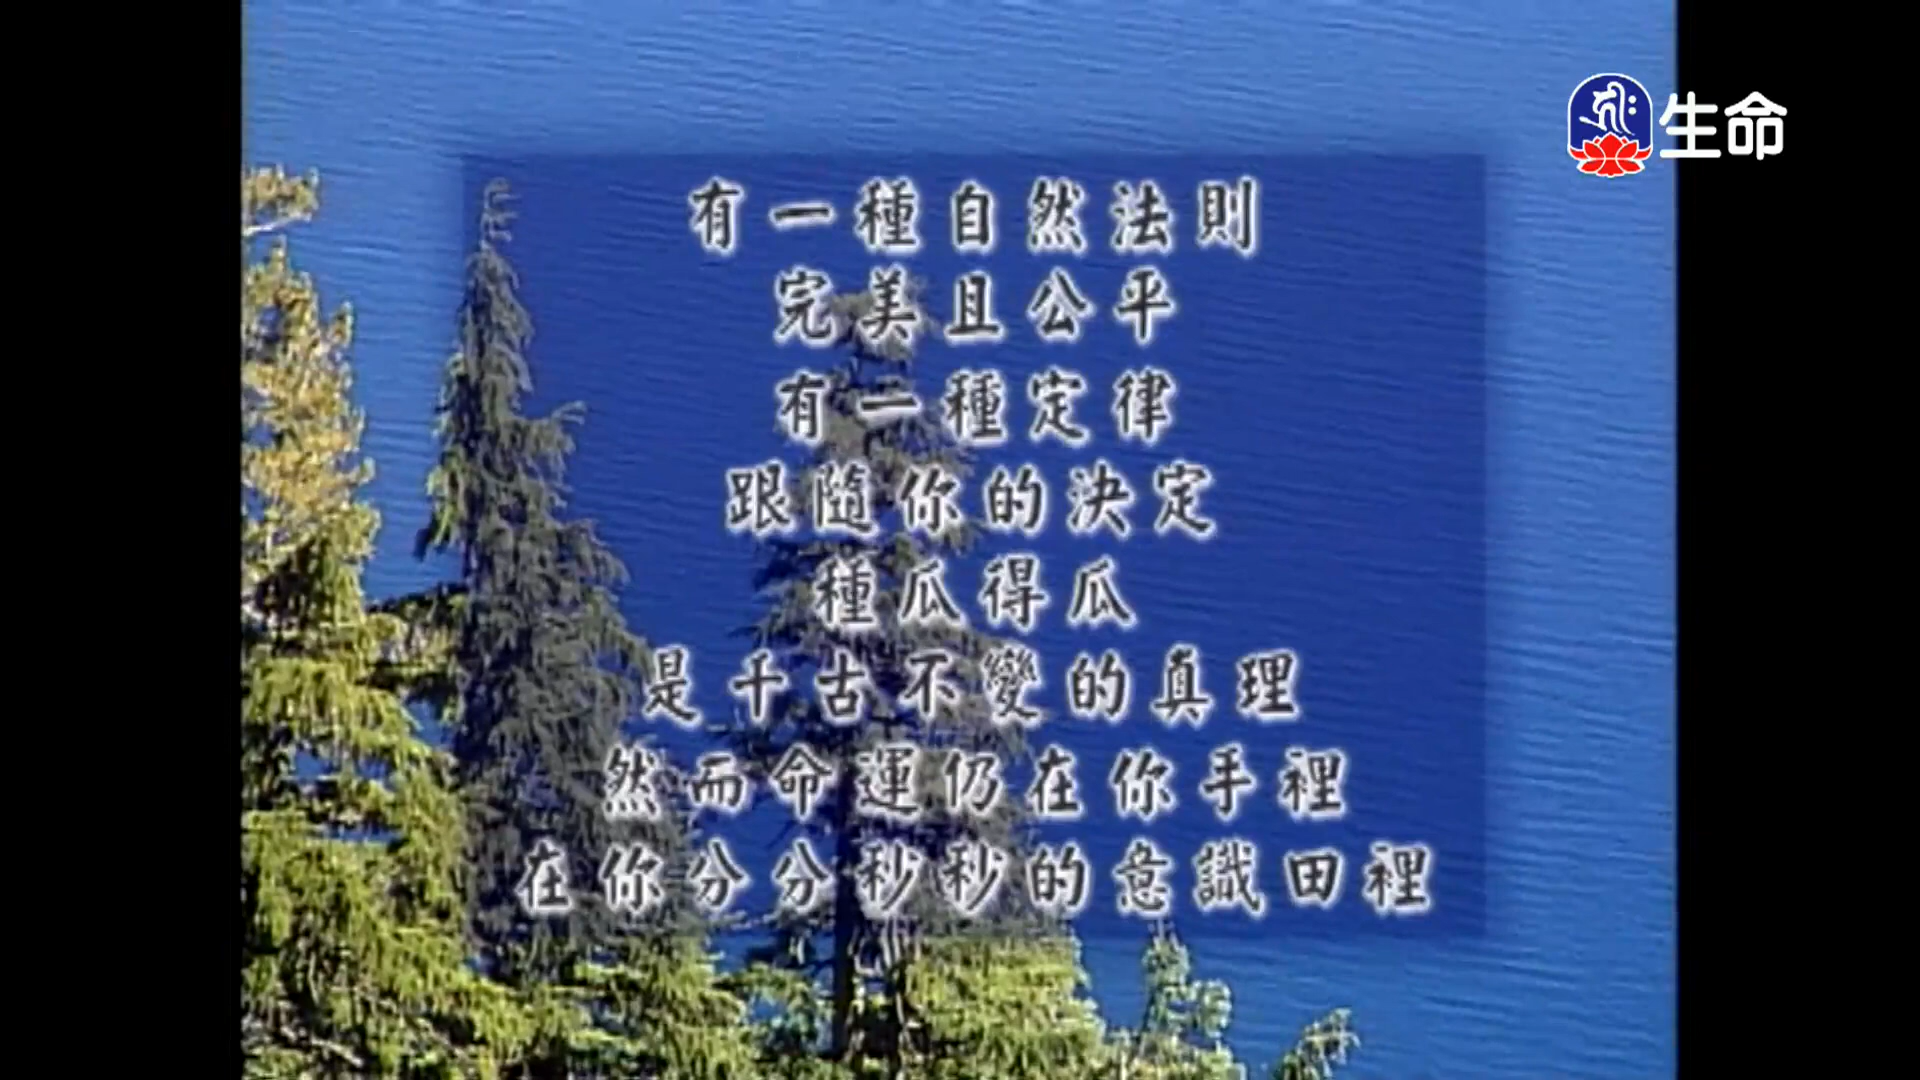 生命
有一種自然法則
完美且公平
有一種定律
跟隨你的決定
種瓜得瓜
是千古不變的真理
然而命運仍在你手裡
在你分分秒秒的意識田裡